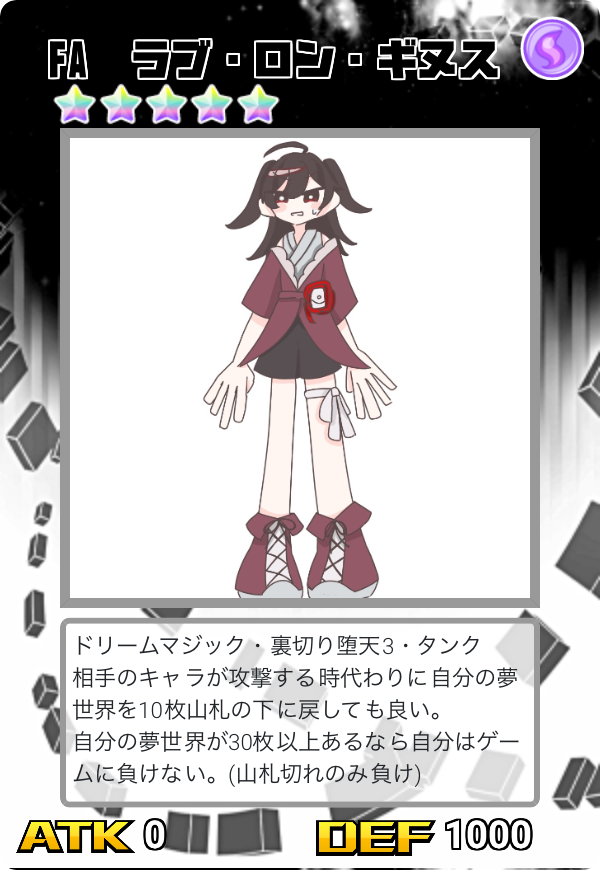 FA　ラブ・ロン・ギヌス
ドリームマジック・裏切り堕天3・タンク
相手のキャラが攻撃する時代わりに自分の夢
世界を10枚山札の下に戻しても良い。
自分の夢世界が30枚以上あるなら自分はゲー
ムに負けない。(山札切れのみ負け)
ATK 0 DEF 1000